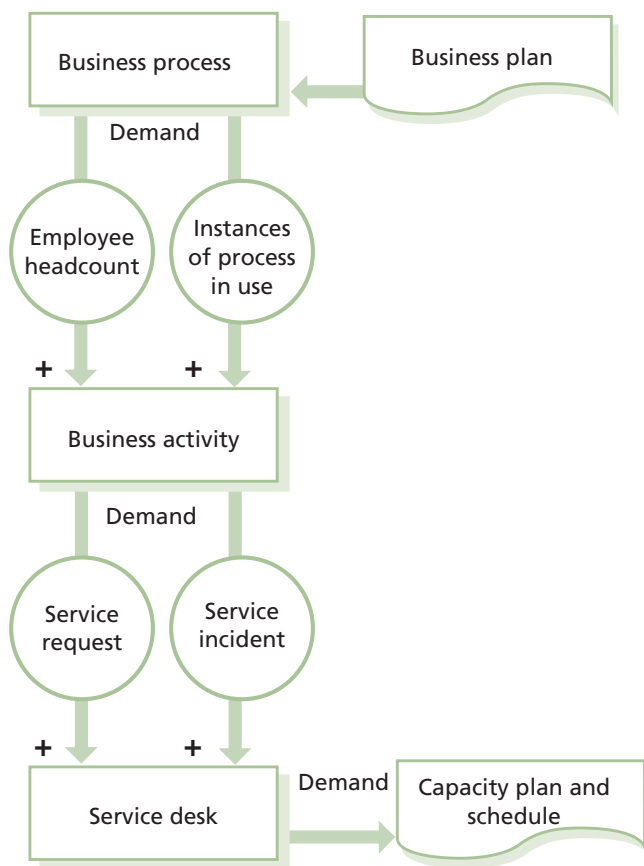 Business process
Business plan
Demand
Employee
headcount
Instances
of process
in use
+
+
Business activity
Demand
Service
request
Service
incident
+
+
Service desk
Demand
Capacity plan and
schedule